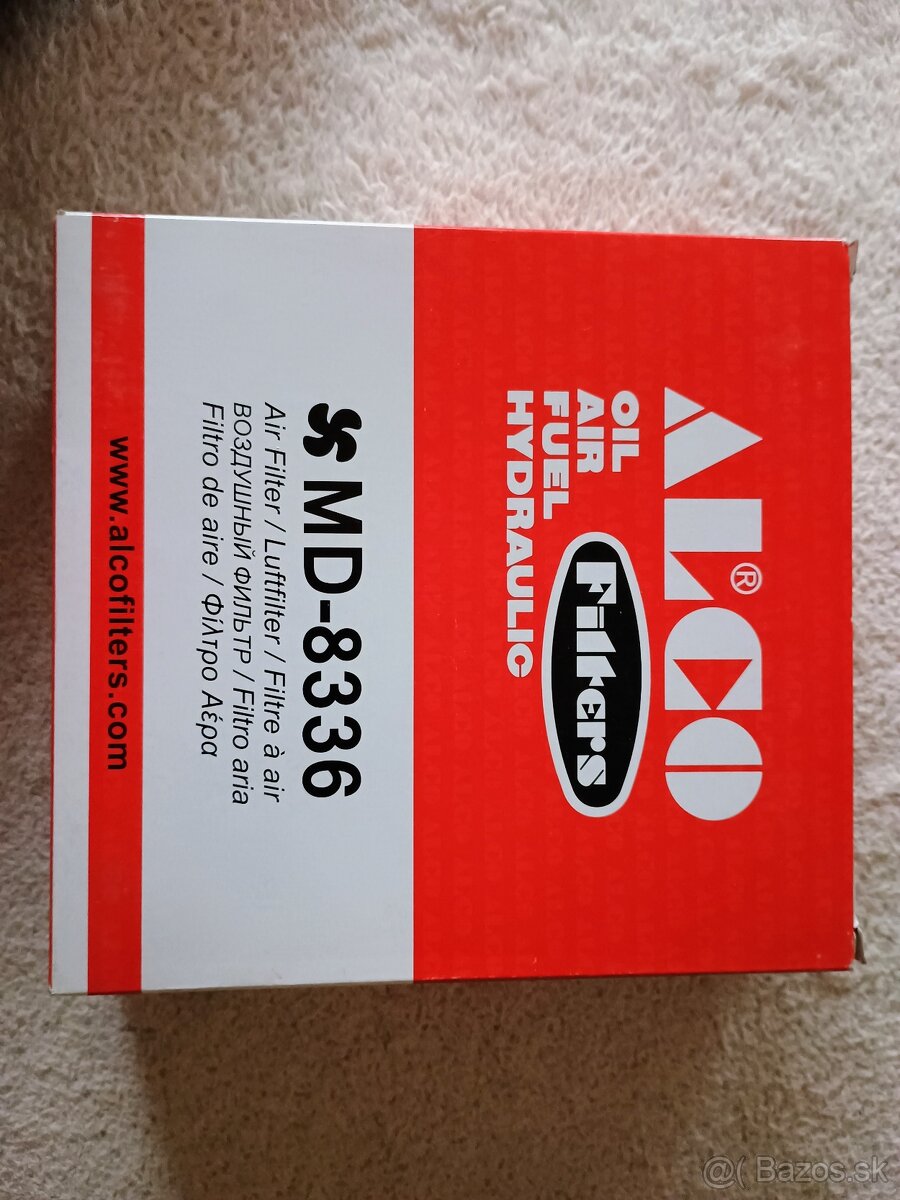 ALCO®
OIL
AIR
FUEL
HYDRAULIC
Filters
MD-8336
Air Filter / Luftfilter / Filtre à air
ВОЗДУШНЫЙ ФИЛЬТР / Filtro aria
Filtro de aire / Φίλτρο Αέρα
www.alcofilters.com
@( Bazos.sk